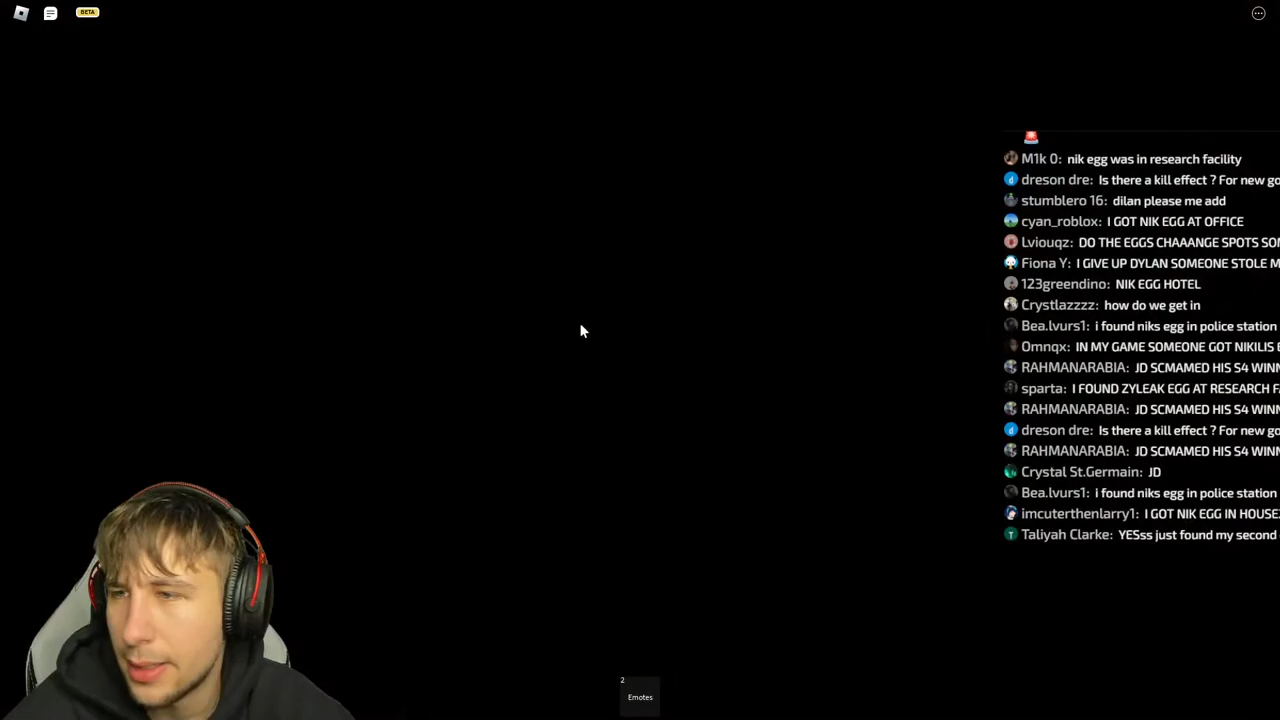 BETA
M1k 0: nik egg was in research facility
dreson dre: Is there a kill effect ? For new go
stumblero 16: dilan please me add
cyan_roblox: I GOT NIK EGG AT OFFICE
Lviouqz: DO THE EGGS CHAAANGE SPOTS SO
Fiona Y: I GIVE UP DYLAN SOMEONE STOLE M
123greendino: NIK EGG HOTEL
Crystlazzzz: how do we get in
Bea.lvurs1: i found niks egg in police station
Omnqx: IN MY GAME SOMEONE GOT NIKILIS
RAHMANARABIA: JD SCMAMED HIS S4 WINN
sparta: I FOUND ZYLEAK EGG AT RESEARCH
RAHMANARABIA: JD SCMAMED HIS S4 WINN
dreson dre: Is there a kill effect ? For new go
RAHMANARABIA: JD SCMAMED HIS S4 WINN
Crystal St.Germain: JD
Bea.lvurs1: i found niks egg in police station
imcuterthenlarry1: I GOT NIK EGG IN HOUSE
T Taliyah Clarke: YESss just found my second
2
Emotes